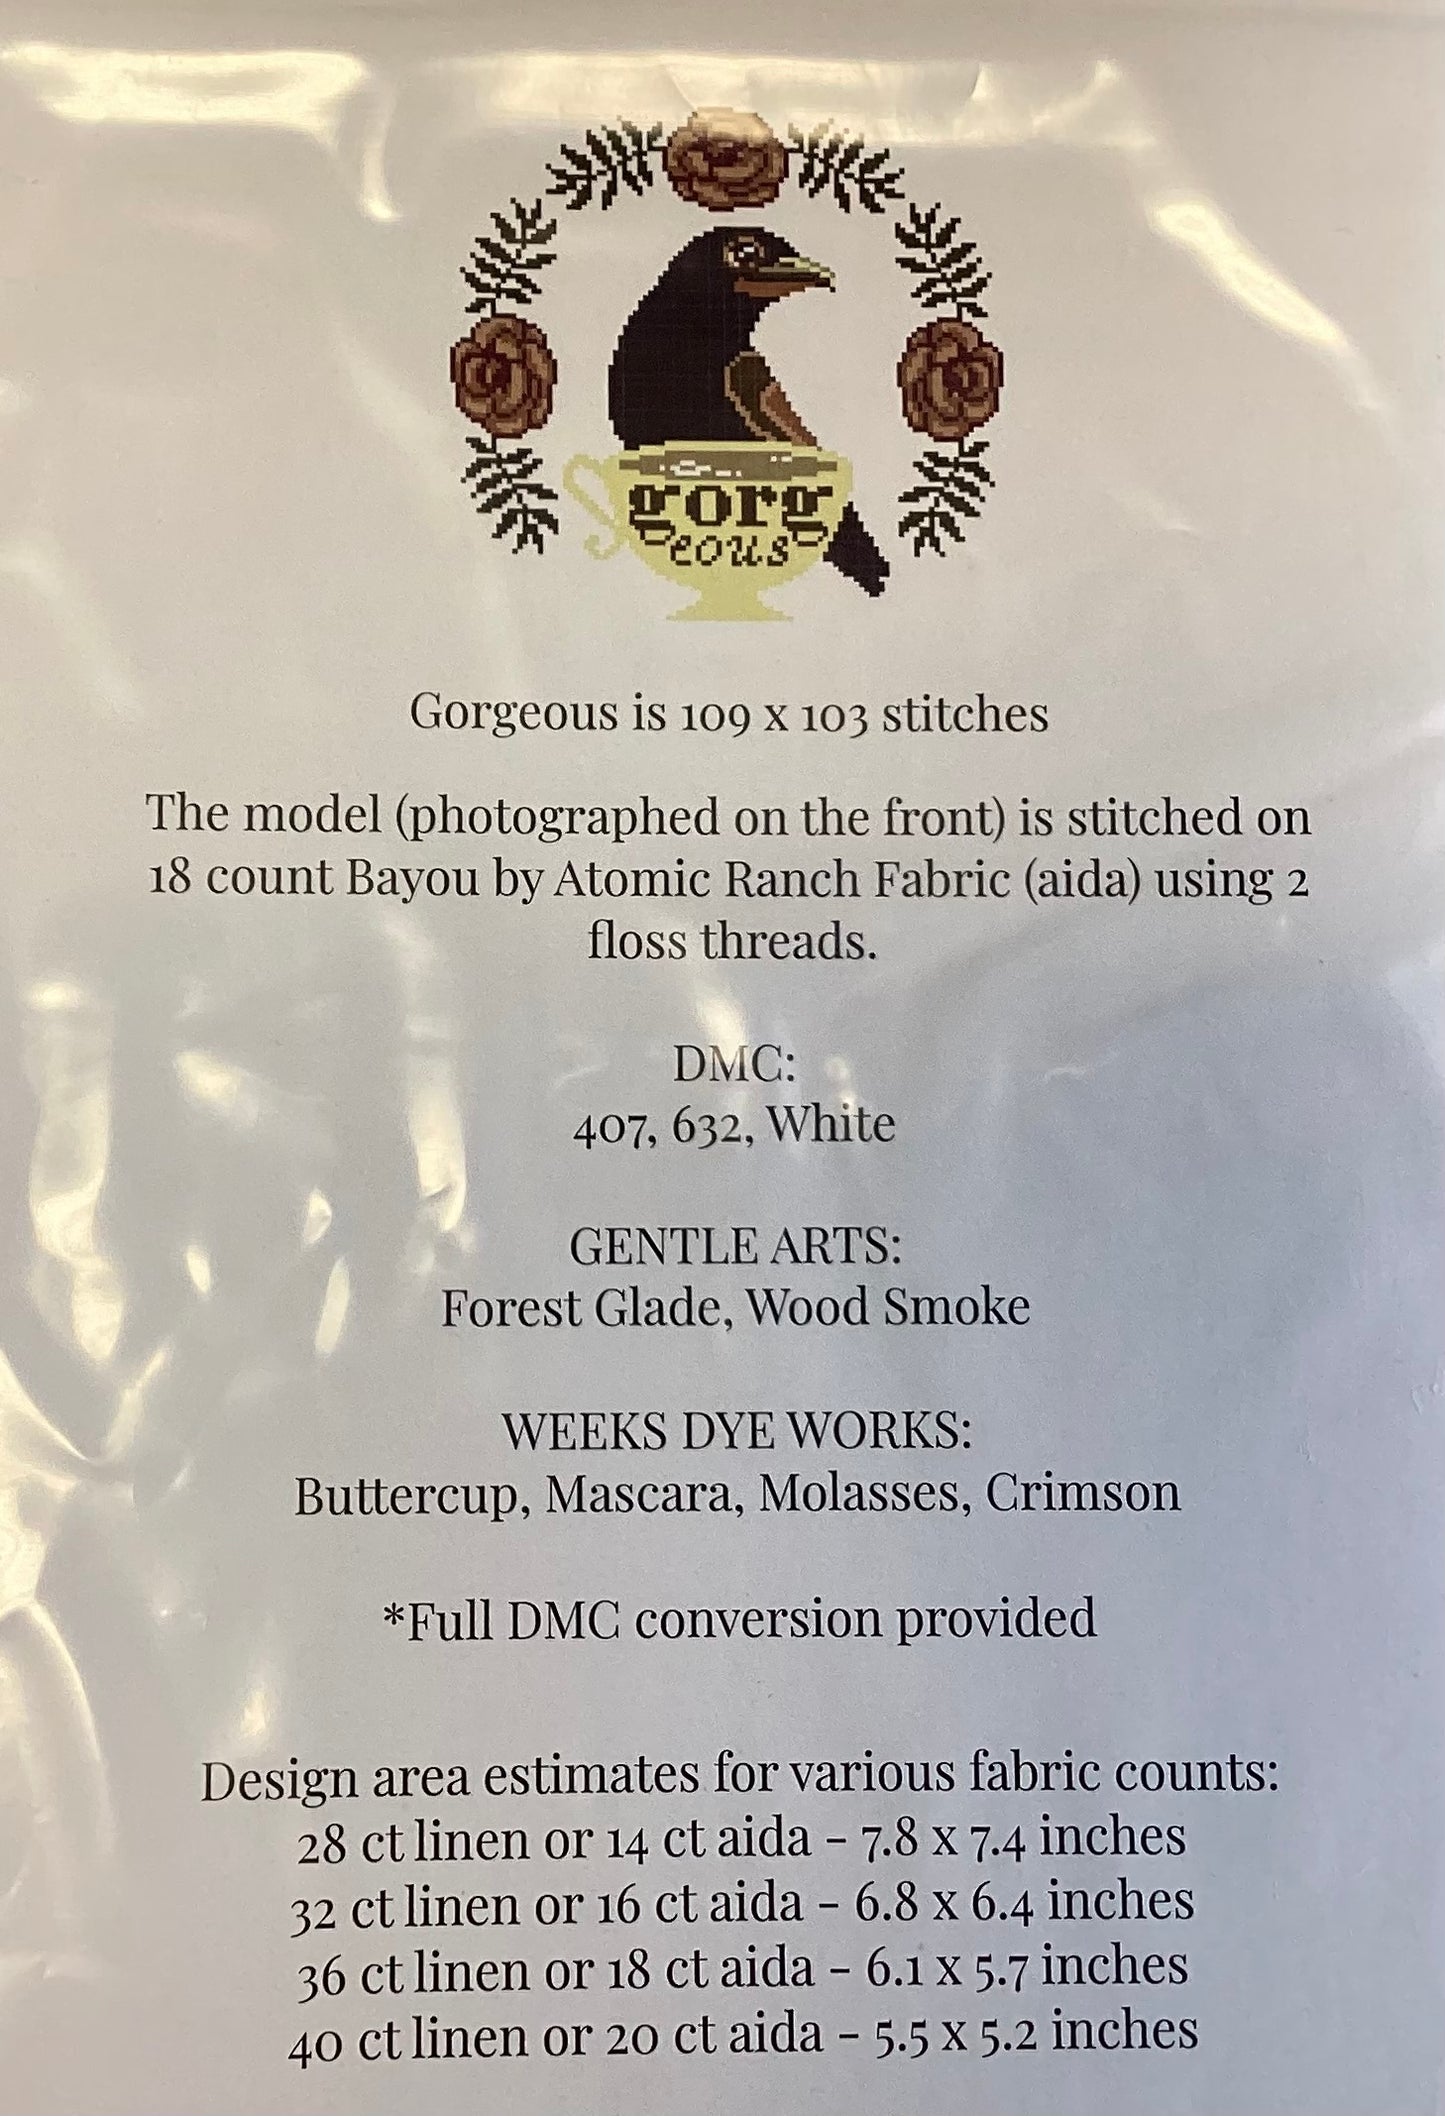 gorg
eous
Gorgeous is 109 x 103 stitches
The model (photographed on the front) is stitched on
18 count Bayou by Atomic Ranch Fabric (aida) using 2
floss threads.
DMC:
407, 632, White
GENTLE ARTS:
Forest Glade, Wood Smoke
WEEKS DYE WORKS:
Buttercup, Mascara, Molasses, Crimson
*Full DMC conversion provided
Design area estimates for various fabric counts:
28 ct linen or 14 ct aida - 7.8 x 7.4 inches
32 ct linen or 16 ct aida - 6.8 x 6.4 inches
36 ct linen or 18 ct aida - 6.1 x 5.7 inches
40 ct linen or 20 ct aida - 5.5 x 5.2 inches